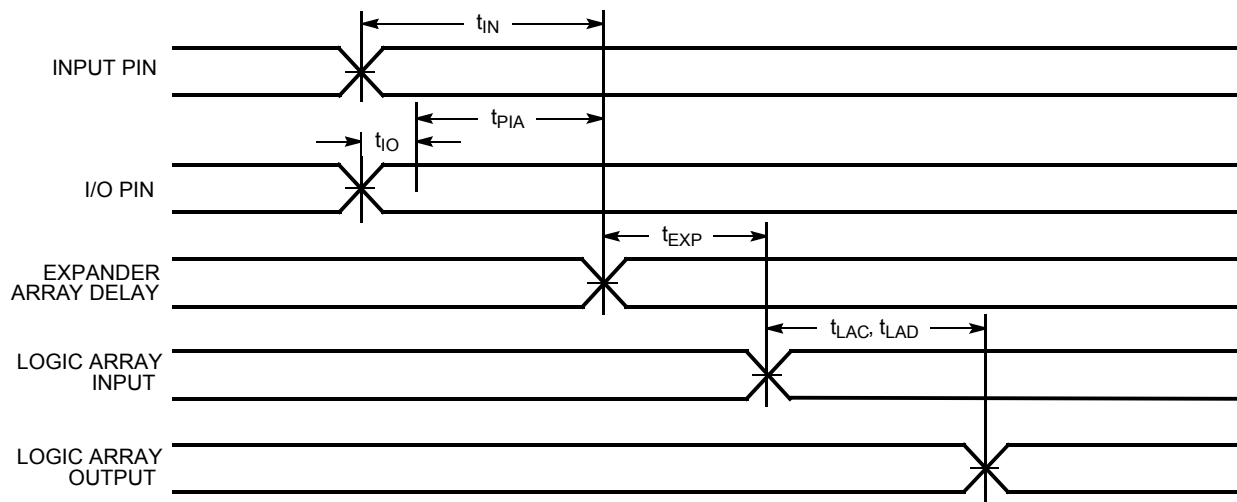 tIN
INPUT PIN
tPIA
tIO
I/O PIN
tEXP
EXPANDER
ARRAY DELAY
tLAC, tLAD
LOGIC ARRAY
INPUT
LOGIC ARRAY
OUTPUT